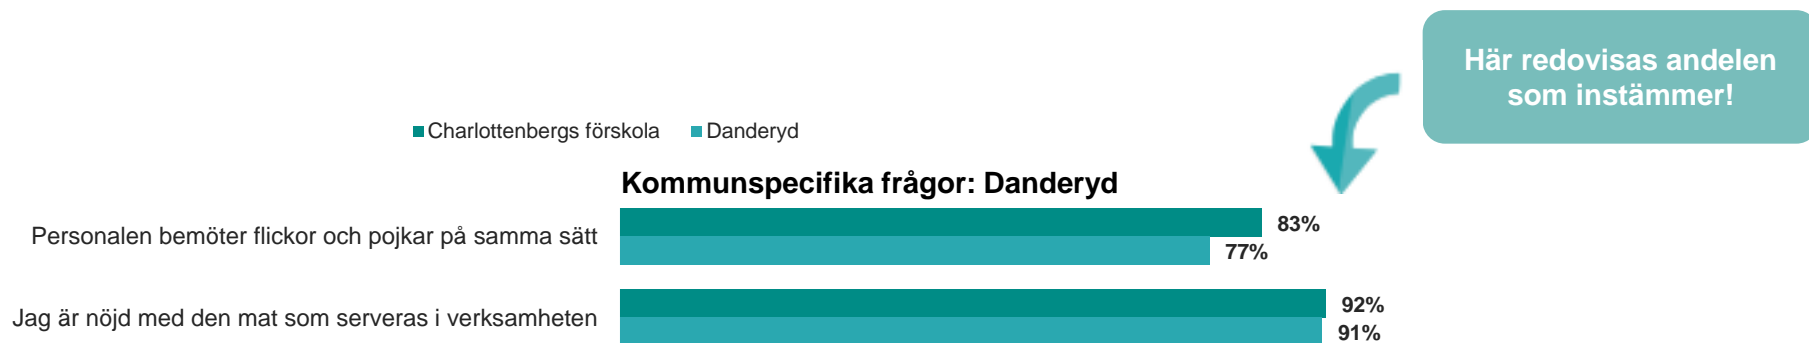 Här redovisas andelen
som instämmer!
Charlottenbergs förskola Danderyd
Kommunspecifika frågor: Danderyd
Personalen bemöter flickor och pojkar på samma sätt
83%
77%
Jag är nöjd med den mat som serveras i verksamheten
92%
91%